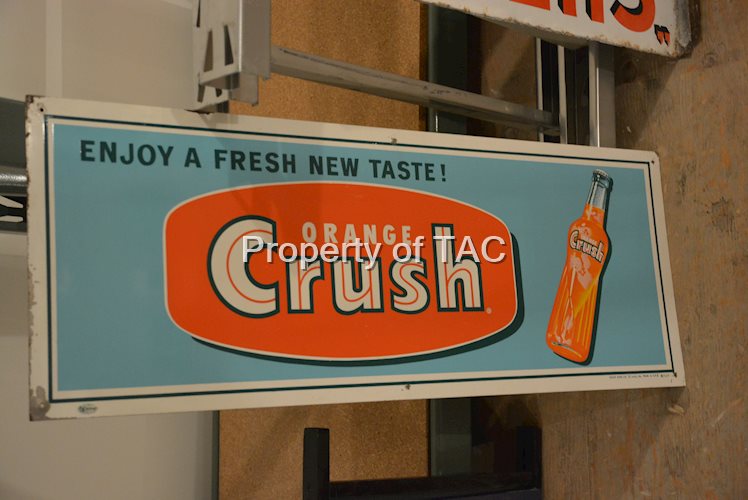 ENJOY A FRESH NEW TASTE!
ORANGE
Crush
Crush
Property of TAC